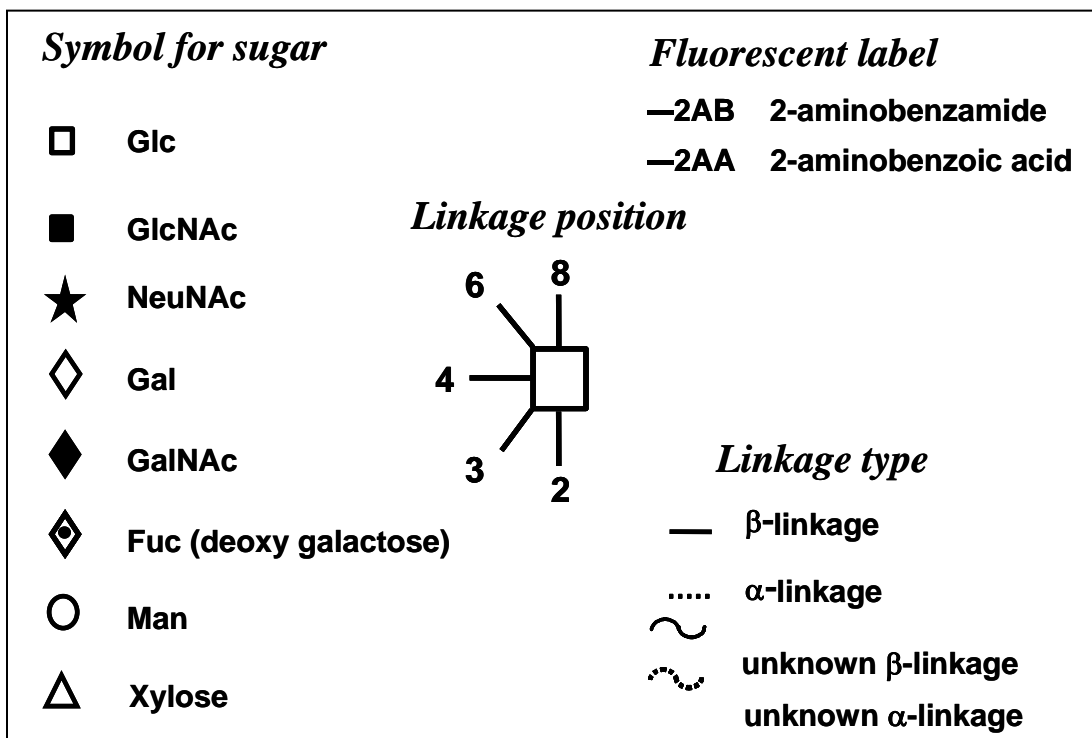 Symbol for sugar
Glc
GlcNAc
NeuNAc
Gal
GalNAc
Fuc (deoxy galactose)
Man
Xylose
Fluorescent label
—2AB 2-aminobenzamide
—2AA 2-aminobenzoic acid
Linkage position
8
6
4
3
2
Linkage type
β-linkage
α-linkage
unknown β-linkage
unknown α-linkage